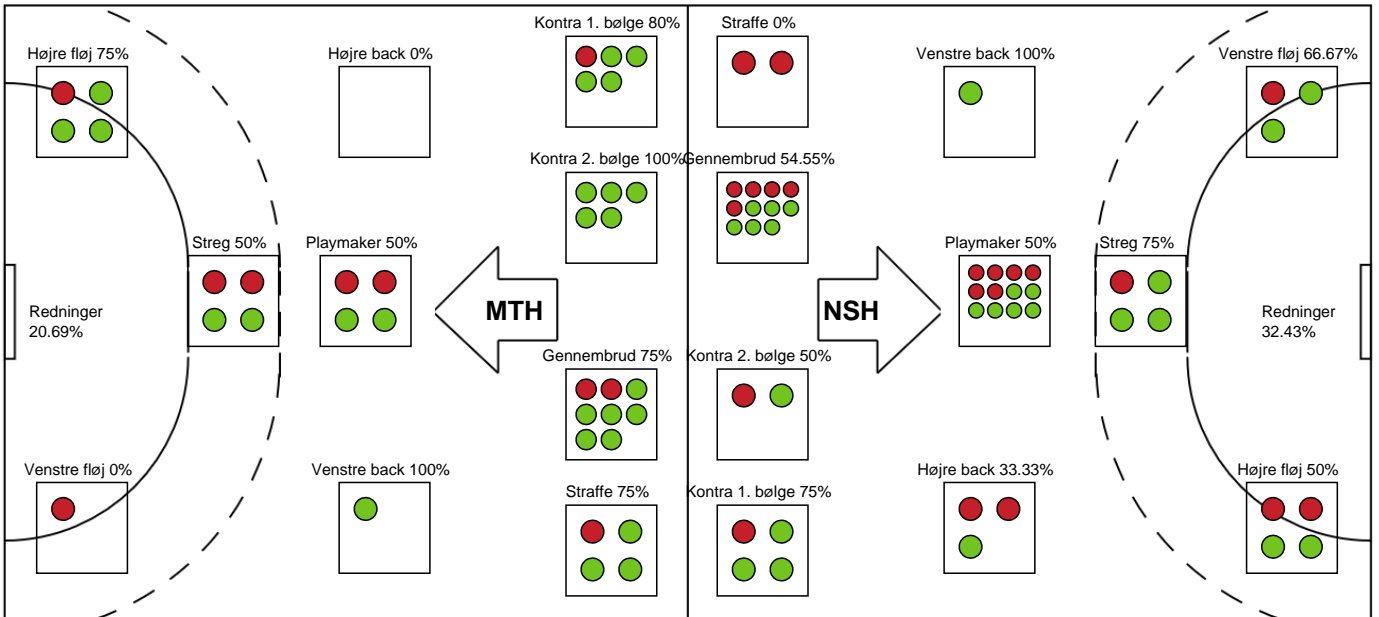 Kontra 1. bølge 80%
Straffe 0%
Højre fløj 75%
Højre back 0%
Venstre back 100%
Venstre fløj 66.67%
Kontra 2. bølge 100%
Gennembrud 54.55%
Streg 50%
Playmaker 50%
Playmaker 50%
Streg 75%
Redninger
20.69%
MTH
NSH
Redninger
32.43%
Gennembrud 75%
Kontra 2. bølge 50%
Venstre fløj 0%
Venstre back 100%
Højre back 33.33%
Højre fløj 50%
Straffe 75%
Kontra 1. bølge 75%